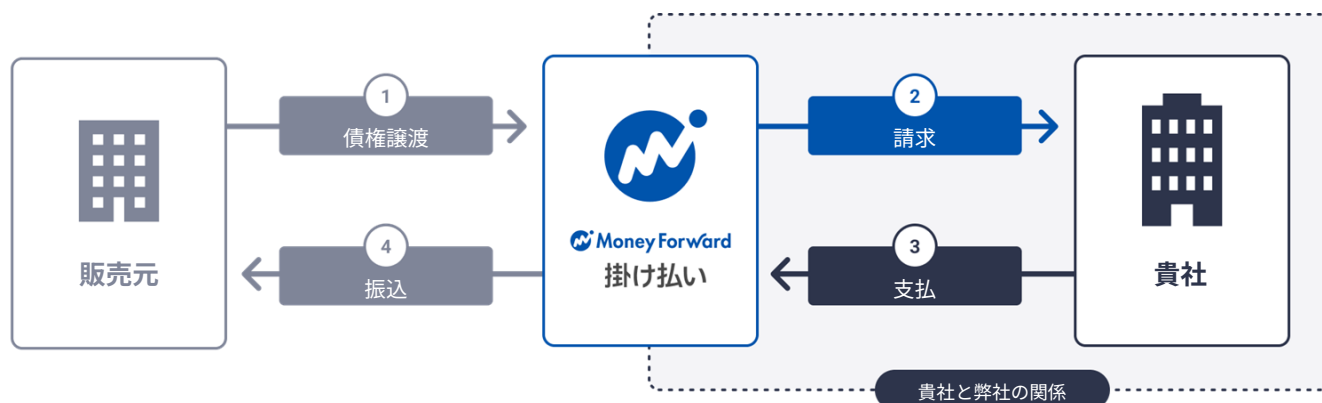 1
債権譲渡
2
請求
Money Forward
掛け払い
販売元
4
振込
3
支払
貴社
貴社と弊社の関係